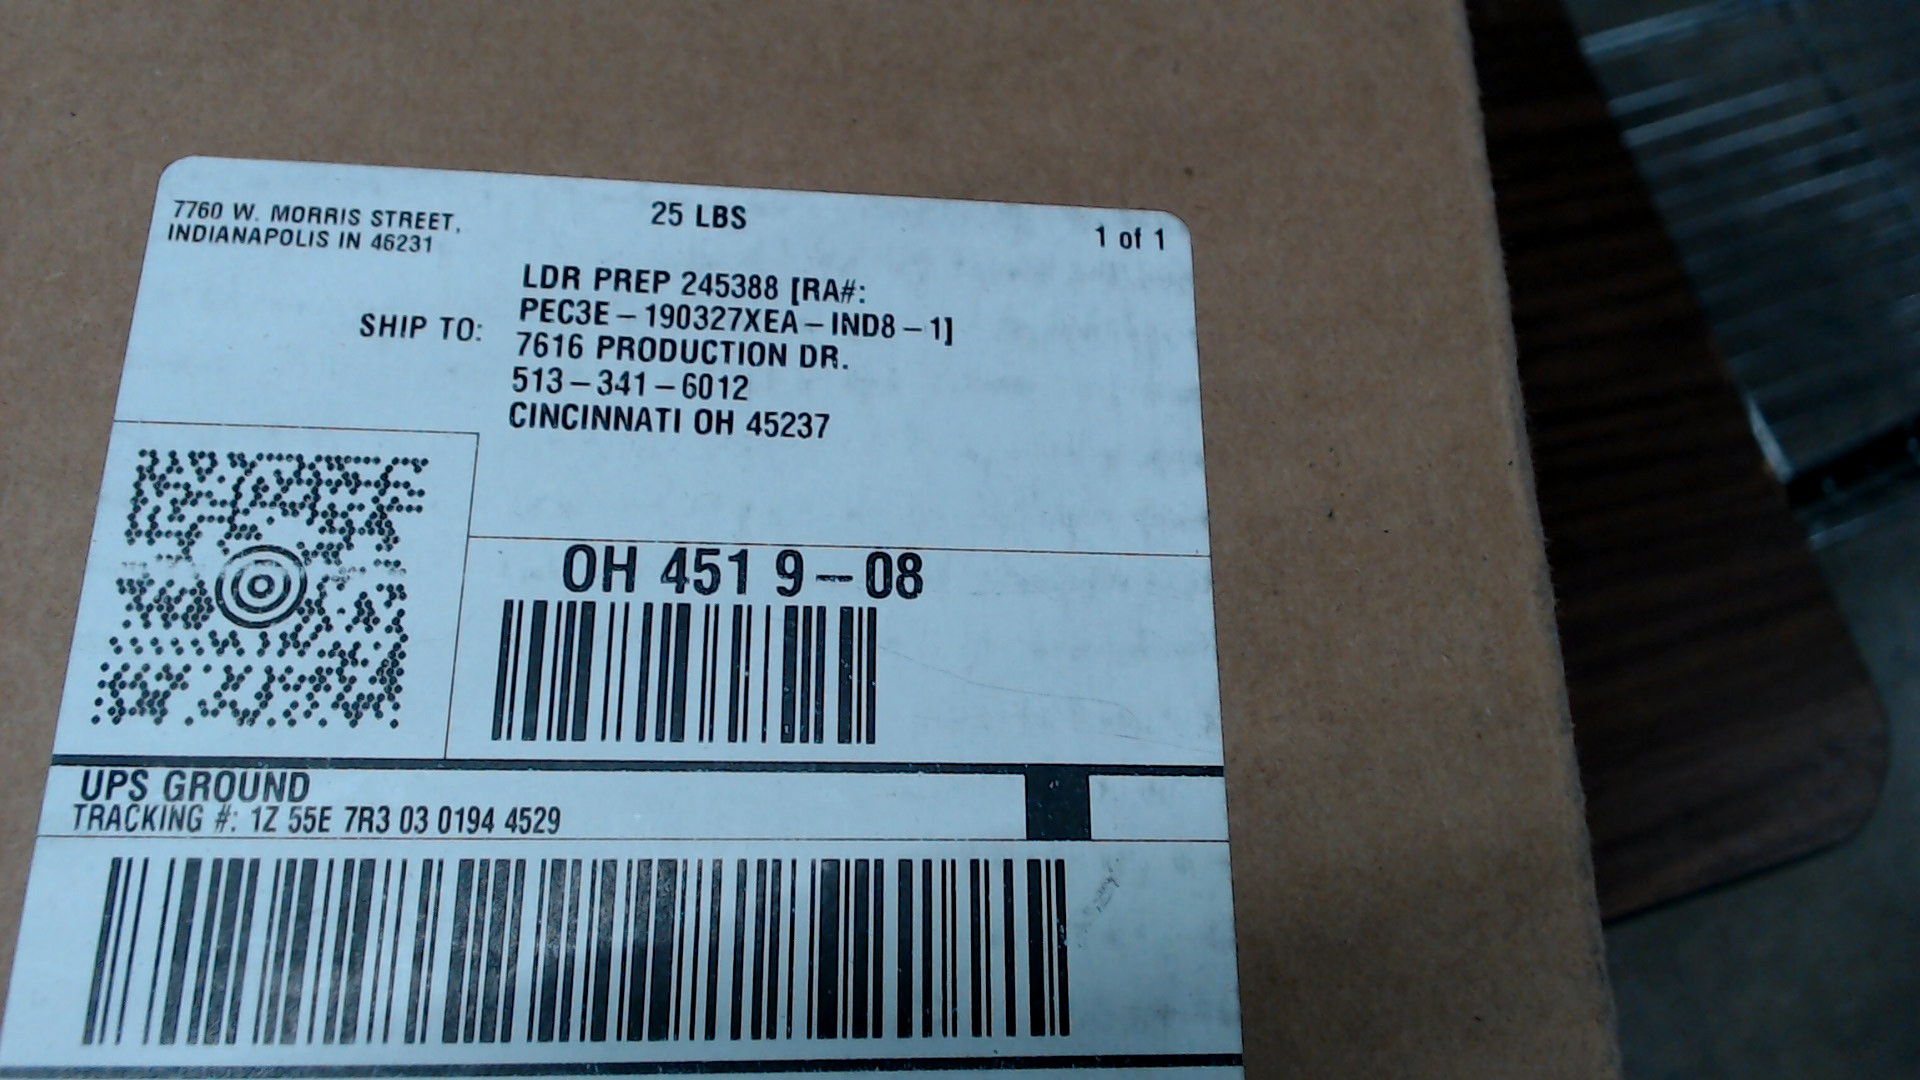 7760 W. MORRIS STREET,
INDIANAPOLIS IN 46231
25 LBS
1 of 1
SHIP TO:
LDR PREP 245388 [RA#:
PEC3E-190327XEA-IND8-1]
7616 PRODUCTION DR.
513-341-6012
CINCINNATI OH 45237
OH 451 9-08
UPS GROUND
TRACKING #: 1Z 55E 7R3 03 0194 4529